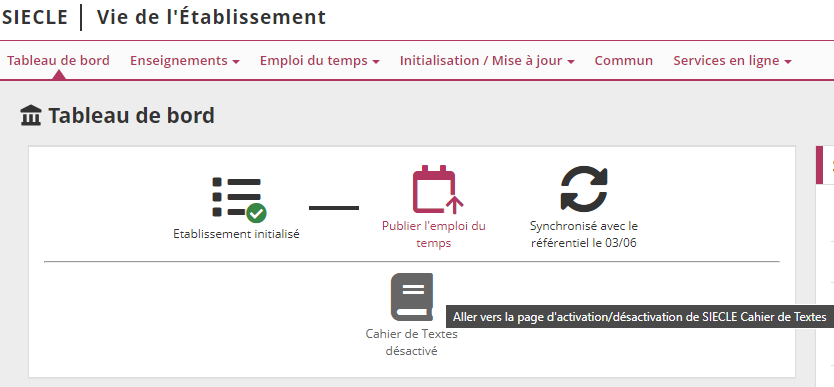 SIECLE | Vie de l'Établissement
Tableau de bord Enseignements Emploi du temps Initialisation / Mise à jour Commun Services en ligne
Tableau de bord
Etablissement initialisé
Publier l'emploi du
temps
Synchronisé avec le
référentiel le 03/06
Cahier de Textes
désactivé
Aller vers la page d'activation/désactivation de SIECLE Cahier de Textes